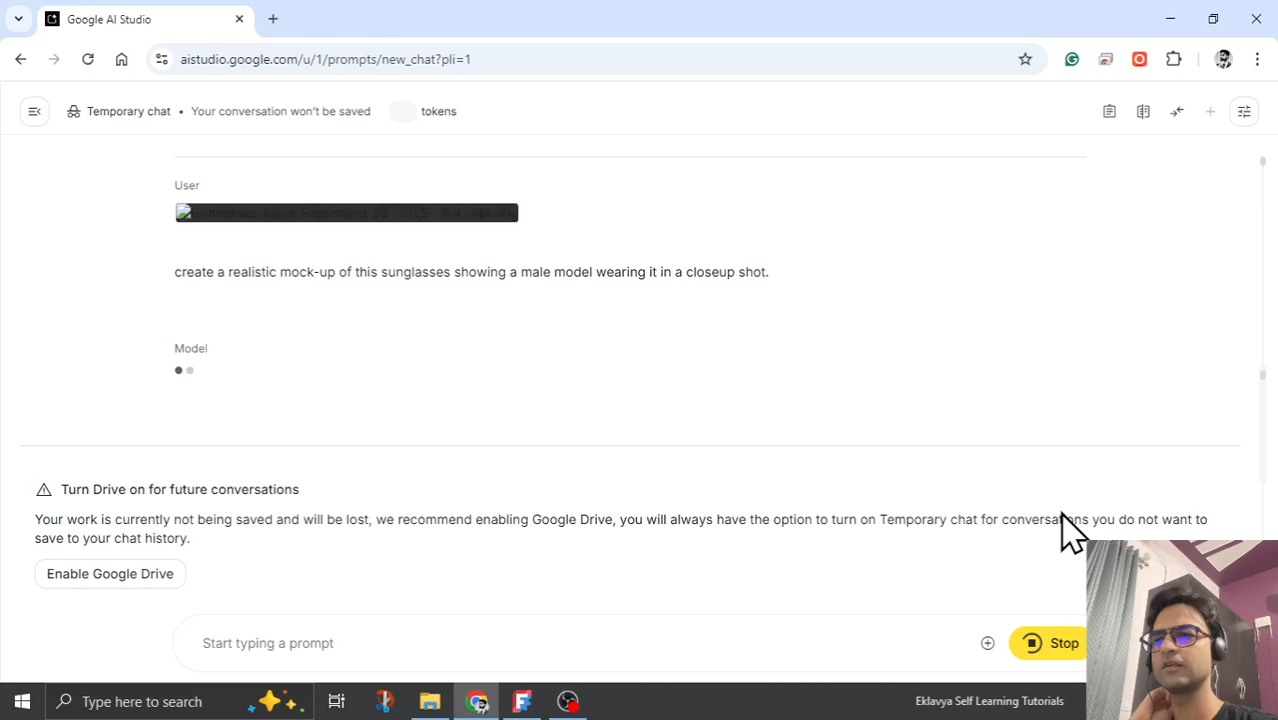 Google AI Studio
aistudio.google.com/u/1/prompts/new_chat?pli=1
Temporary chat • Your conversation won't be saved tokens
User
create a realistic mock-up of this sunglasses showing a male model wearing it in a closeup shot.
Model
Turn Drive on for future conversations
Your work is currently not being saved and will be lost, we recommend enabling Google Drive, you will always have the option to turn on Temporary chat for conversations you do not want to
save to your chat history.
Enable Google Drive
Start typing a prompt
Stop
Type here to search
Eklavya Self Learning Tutorials